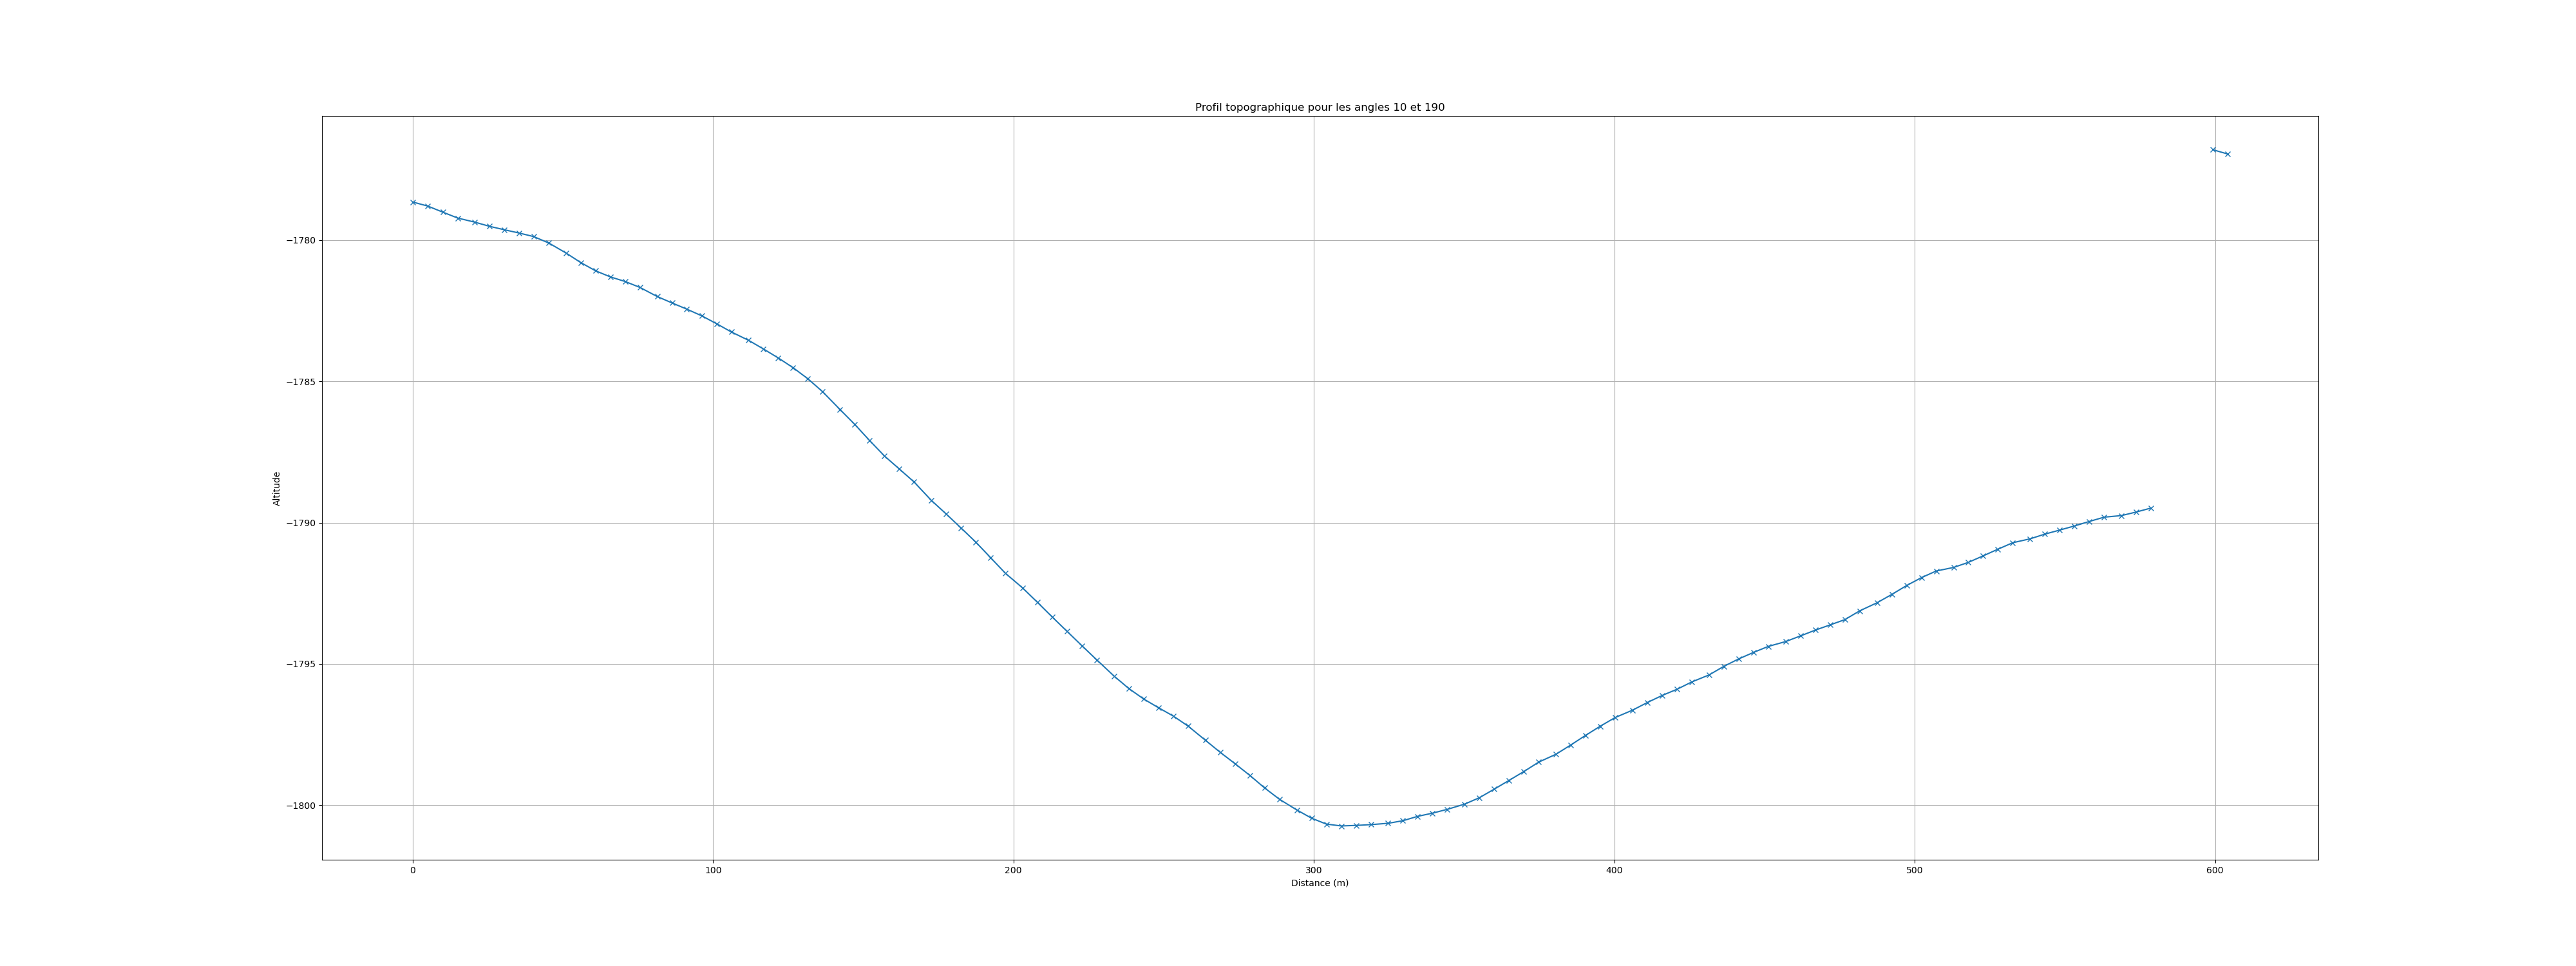 Profil topographique pour les angles 10 et 190
−1780
−1785
−1790
−1795
−1800
Altitude
0 100 200 300 400 500 600
Distance (m)